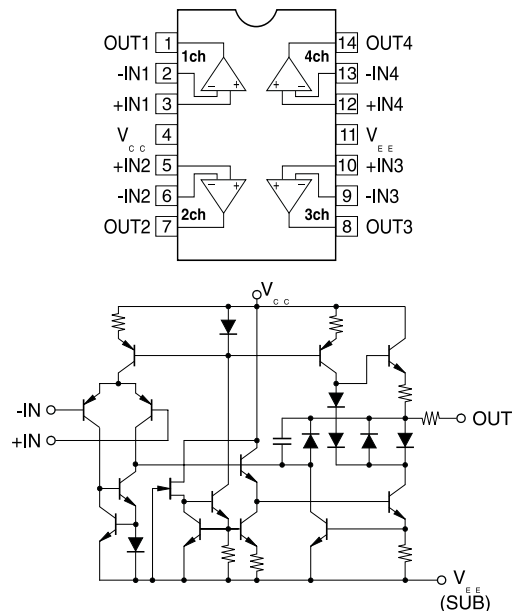 OUT1 1 14 OUT4
1ch 4ch
-IN1 2 13 -IN4
− + + −
+IN1 3 12 +IN4
VCC 4 11 VEE
+IN2 5 10 +IN3
− + + −
-IN2 6 9 -IN3
2ch 3ch
OUT2 7 8 OUT3
VCC
-IN
OUT
+IN
VEE
(SUB)